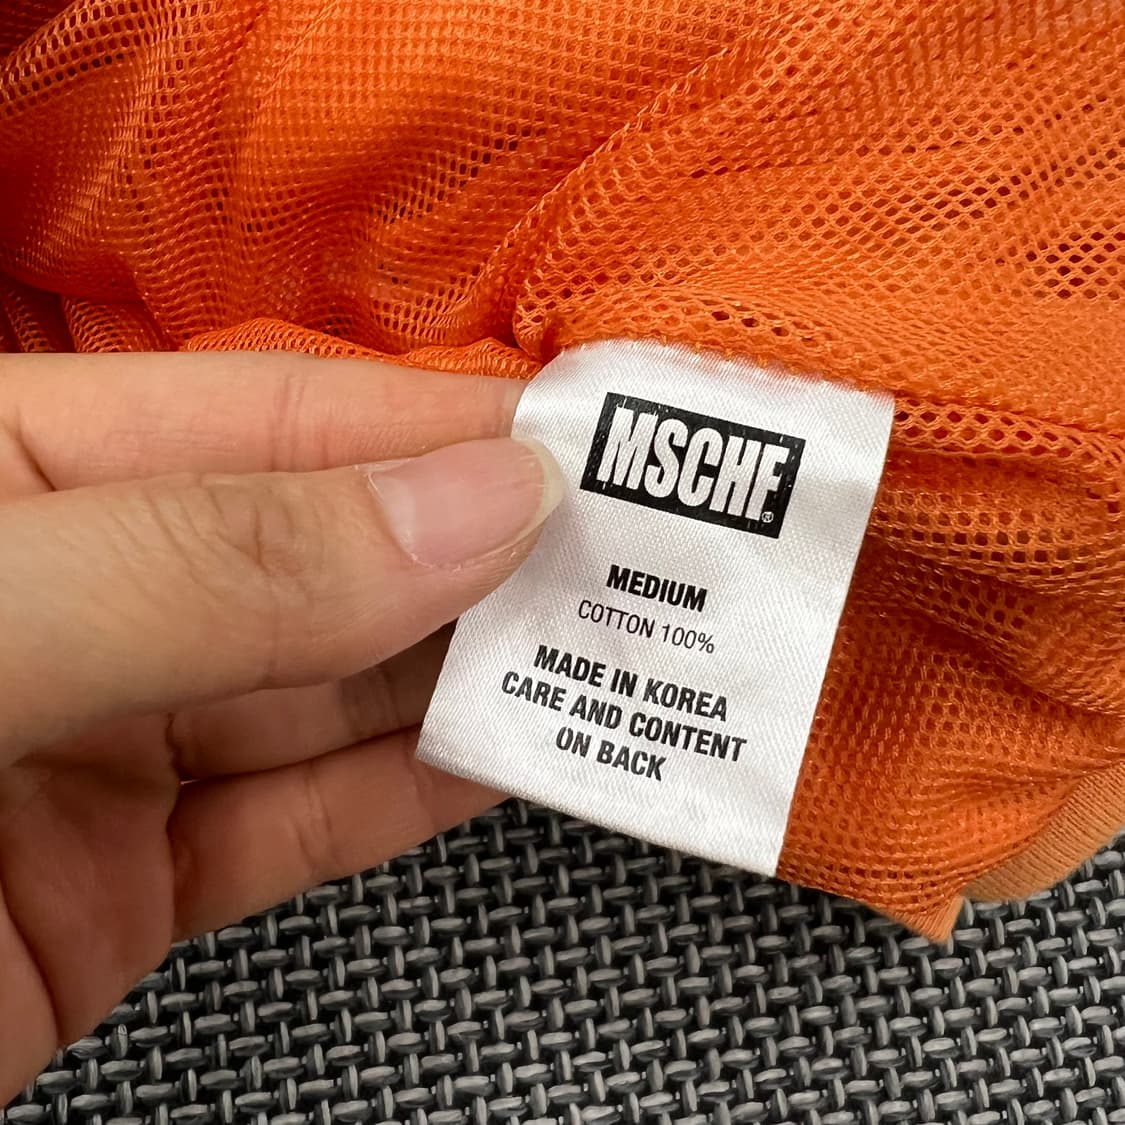 MSCHF
MEDIUM
COTTON 100%
MADE IN KOREA
CARE AND CONTENT
ON BACK